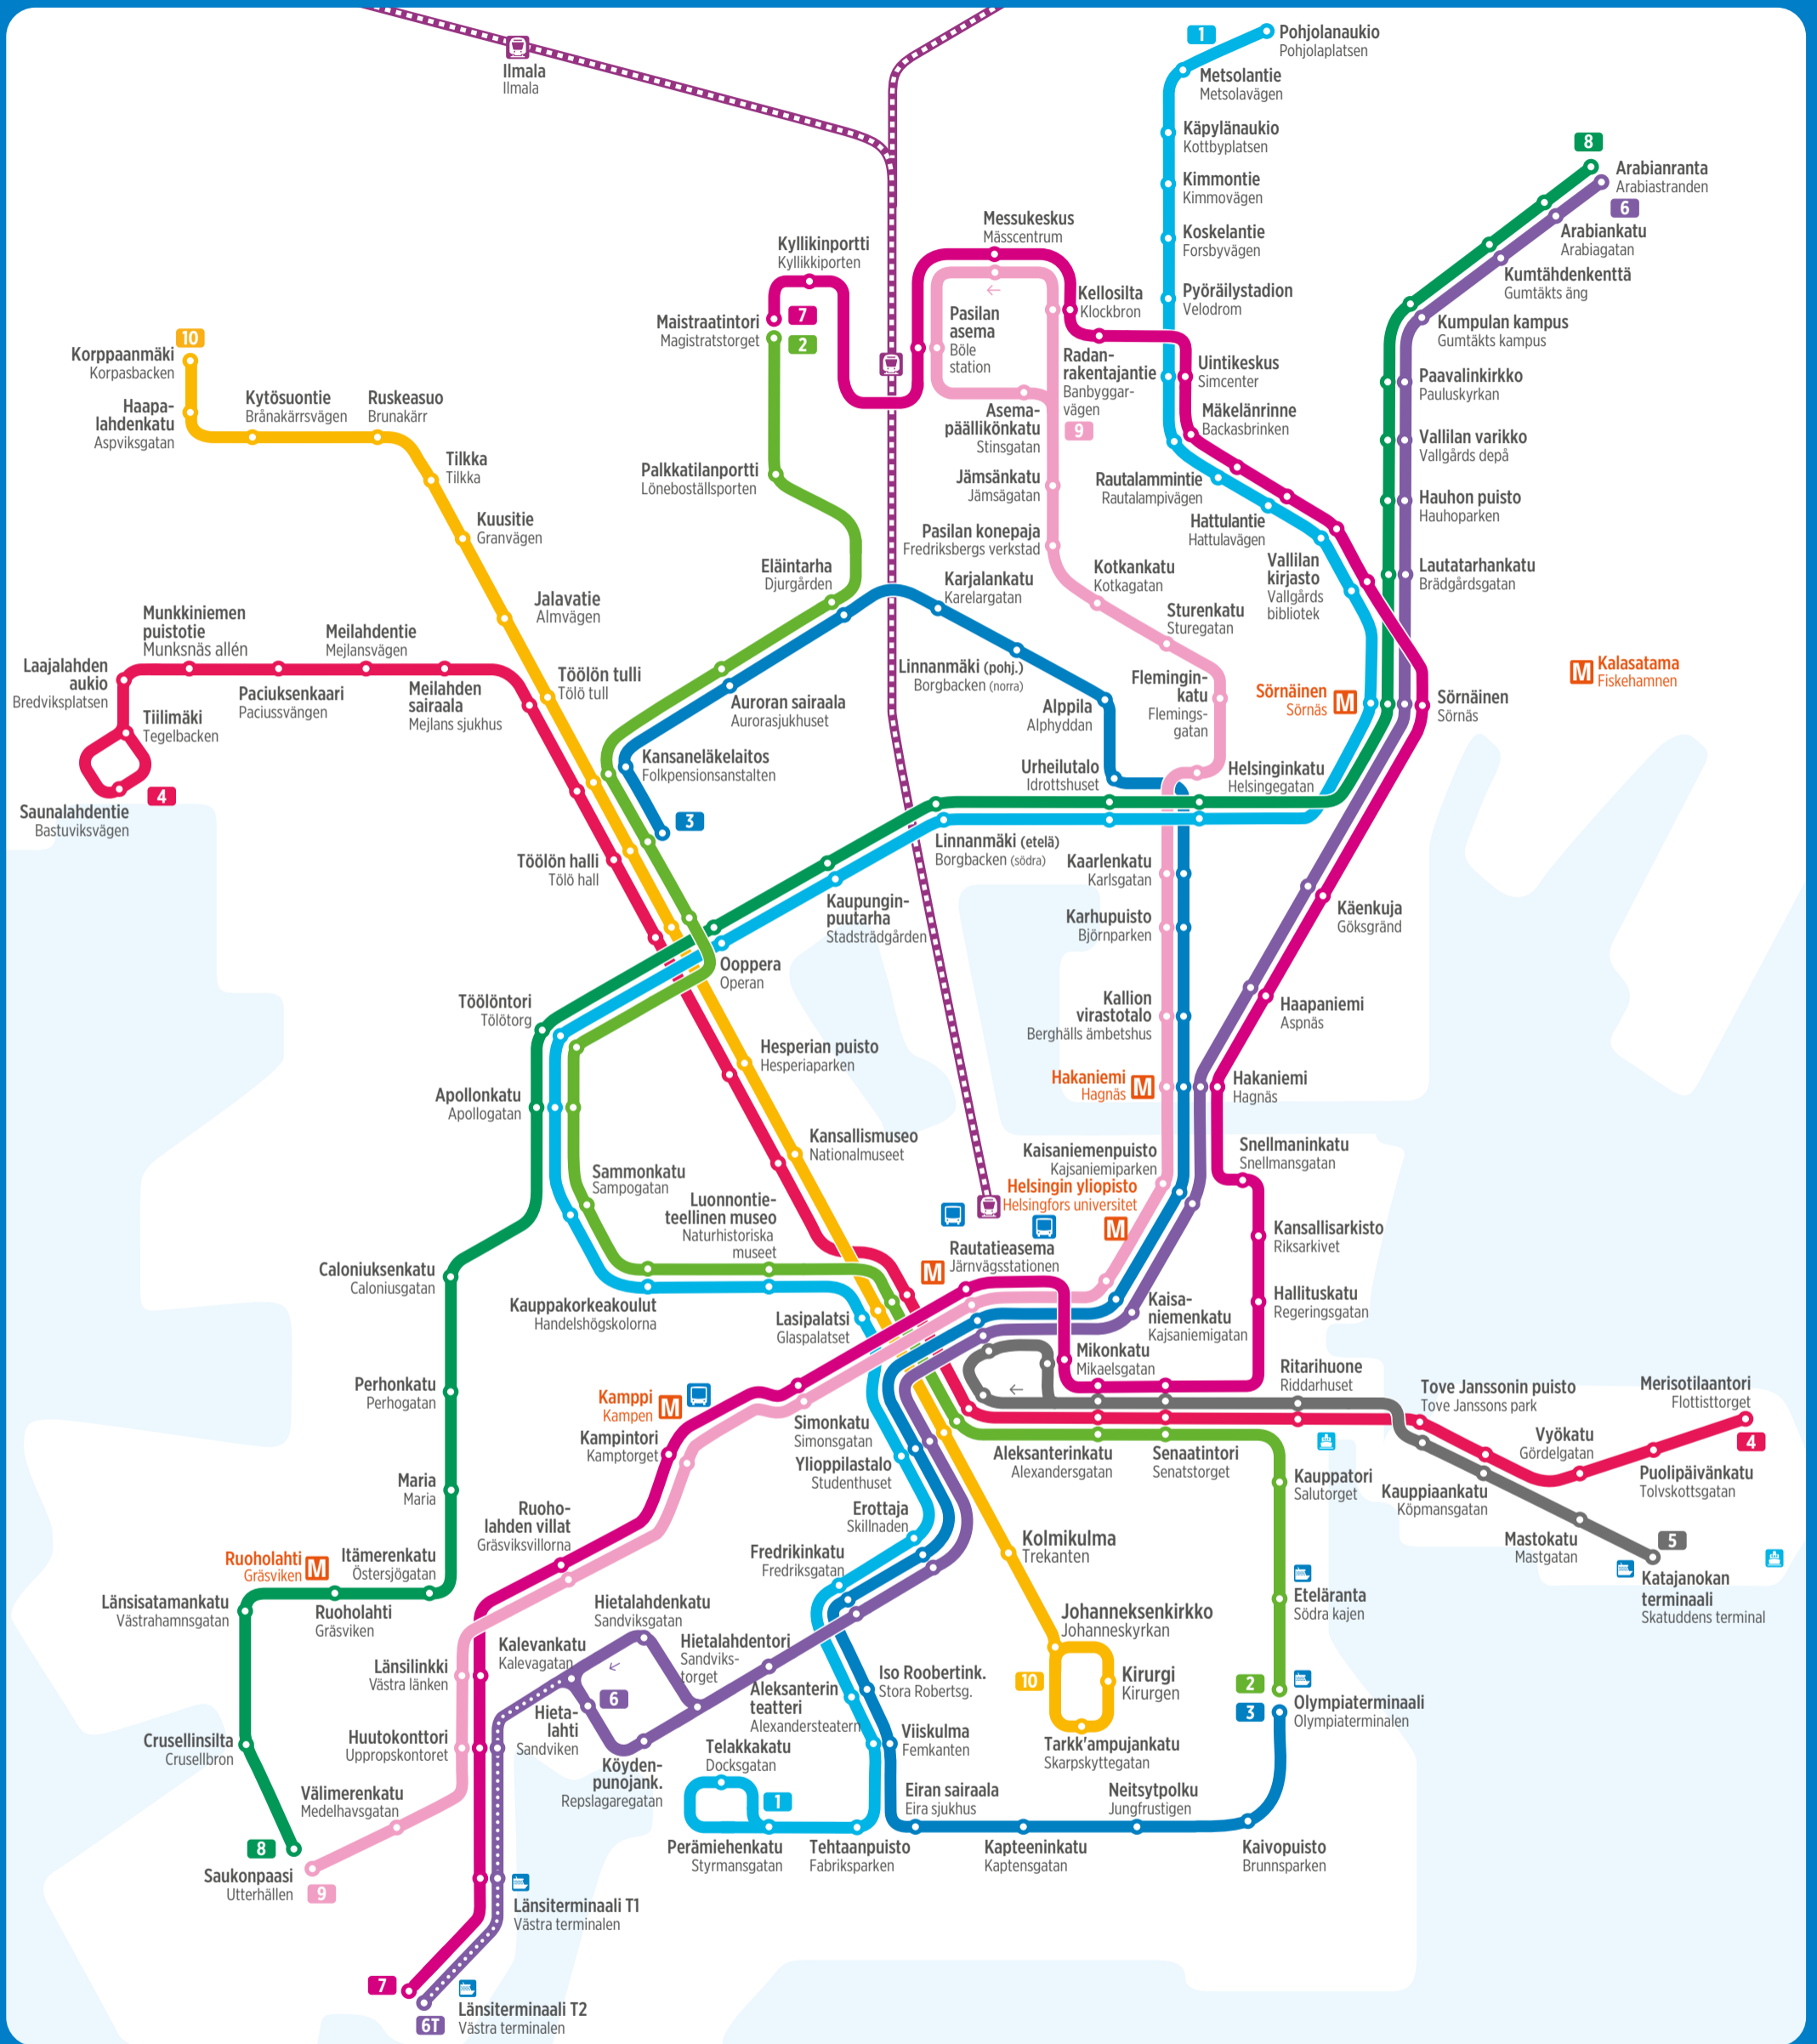 1
Pohjolanaukio
Pohjolaplatsen
Metsolantie
Metsolavägen
Ilmala
Ilmala
Käpylänaukio
Kottbyplatsen
Kimmontie
Kimmovägen
Koskelantie
Forsbyvägen
Pyöräilystadion
Velodrom
8
Arabianranta
Arabiastranden
6
Arabiankatu
Arabiagatan
Kumtähdenkenttä
Gumtäkts äng
Kumpulan kampus
Gumtäkts kampus
Messukeskus
Mässcentrum
←
Kyllikinportti
Kyllikkiporten
Maistraatintori
Magistratstorget
7
2
Pasilan
asema
Böle
station
Kellosilta
Klockbron
Radan-
rakentajantie
Banbyggar-
vägen
9
Uintikeskus
Simcenter
Mäkelänrinne
Backasbrinken
Asema-
päällikönkatu
Stinsgatan
Paavalinkirkko
Pauluskyrkan
Vallilan varikko
Vallgårds depå
Hauhon puisto
Hauhoparken
Lautatarhankatu
Brädgårdsgatan
10
Korppaanmäki
Korpasbacken
Haapa-
lahdenkatu
Aspviksgatan
Kytösuontie
Brånakärrsvägen
Ruskeasuo
Brunakärr
Tilkka
Tilkka
Kuusitie
Granvägen
Jalavatie
Almvägen
Palkkatilanportti
Löneboställsporten
Jämsänkatu
Jämsägatan
Rautalammintie
Rautalampivägen
Hattulantie
Hattulavägen
Vallilan
kirjasto
Vallgårds
bibliotek
Pasilan konepaja
Fredriksbergs verkstad
Eläintarha
Djurgården
Karjalankatu
Karelargatan
Kotkankatu
Kotkagatan
Sturenkatu
Sturegatan
Munkkiniemen
puistotie
Munksnäs allén
Meilahdentie
Mejlansvägen
Laajalahden
aukio
Bredviksplatsen
Paciuksenkaari
Paciussvängen
Meilahden
sairaala
Mejlans sjukhus
Tiilimäki
Tegelbacken
4
Saunalahdentie
Bastuviksvägen
Töölön tulli
Tölö tull
Linnanmäki (pohj.)
Borgbacken (norra)
Auroran sairaala
Aurorasjukhuset
Alppila
Alphyddan
Flemingin-
katu
Flemings-
gatan
Sörnäinen
Sörnäs
M
Sörnäinen
Sörnäs
M
Kalasatama
Fiskehamnen
Kansaneläkelaitos
Folkpensionsanstalten
3
Urheilutalo
Idrottshuset
Helsinginkatu
Helsingegatan
Töölön halli
Tölö hall
Linnanmäki (etelä)
Borgbacken (södra)
Kaarlenkatu
Karlsgatan
Kaupungin-
puutarha
Stadsträdgården
Karhupuisto
Björnparken
Käenkuja
Göksgränd
Ooppera
Operan
Töölöntori
Tölötorg
Kallion
virastotalo
Berghälls ämbetshus
Haapaniemi
Aspnäs
Hesperian puisto
Hesperiaparken
Apollonkatu
Apollogatan
Hakaniemi
Hagnäs
M
Hakaniemi
Hagnäs
Kansallismuseo
Nationalmuseet
Snellmaninkatu
Snellmansgatan
Kaisaniemenpuisto
Kajsaniemiparken
Sammonkatu
Sampogatan
Helsingin yliopisto
Helsingfors universitet
M
Luonnontie-
teellinen museo
Naturhistoriska
museet
Kansallisarkisto
Riksarkivet
Rautatieasema
Järnvägsstationen
M
Caloniuksenkatu
Caloniusgatan
Kauppakorkeakoulut
Handelshögskolorna
Lasipalatsi
Glaspalatset
Kaisa-
niemenkatu
Kajsaniemigatan
Hallituskatu
Regeringsgatan
Mikonkatu
Mikaelsgatan
←
Ritarihuone
Riddarhuset
Perhonkatu
Perhogatan
Kamppi
Kampen
M
Kampintori
Kamptorget
Simonkatu
Simonsgatan
Tove Janssonin puisto
Tove Janssons park
Merisotilaantori
Flottisttorget
4
Vyökatu
Gördelgatan
Aleksanterinkatu
Alexandersgatan
Senaatintori
Senatstorget
Ylioppilastalo
Studenthuset
Kauppatori
Salutorget
Kauppiaankatu
Köpmansgatan
Puolipäivänkatu
Tolvskottsgatan
Maria
Maria
Ruoho-
lahden villat
Gräsviksvillorna
Erottaja
Skillnaden
Mastokatu
Mastgatan
5
Katajanokan
terminaali
Skatuddens terminal
Kolmikulma
Trekanten
Fredrikinkatu
Fredriksgatan
Ruoholahti
Gräsviken
M
Itämerenkatu
Östersjögatan
Länsisatamankatu
Västrahamnsgatan
Ruoholahti
Gräsviken
Eteläranta
Södra kajen
Hietalahdenkatu
Sandviksgatan
Johanneksenkirkko
Johanneskyrkan
Kalevankatu
Kalevagatan
←
6
Hietalahdentori
Sandviks-
torget
Länsilinkki
Västra länken
10
Kirurgi
Kirurgen
Iso Roobertink.
Stora Robertsg.
Aleksanterin
teatteri
Alexandersteatern
2
3
Olympiaterminaali
Olympiaterminalen
Hieta-
lahti
Sandviken
Crusellinsilta
Crusellbron
Huutokonttori
Uppropskontoret
Viiskulma
Femkanten
Tarkk'ampujankatu
Skarpskyttegatan
Köyden-
punojank.
Repslagaregatan
Telakkakatu
Docksgatan
1
Välimerenkatu
Medelhavsgatan
Eiran sairaala
Eira sjukhus
Neitsytpolku
Jungfrustigen
8
Saukonpaasi
Utterhällen
9
Perämiehenkatu
Styrmansgatan
Tehtaanpuisto
Fabriksparken
Kapteeninkatu
Kaptensgatan
Kaivopuisto
Brunnsparken
Länsiterminaali T1
Västra terminalen
7
6T
Länsiterminaali T2
Västra terminalen